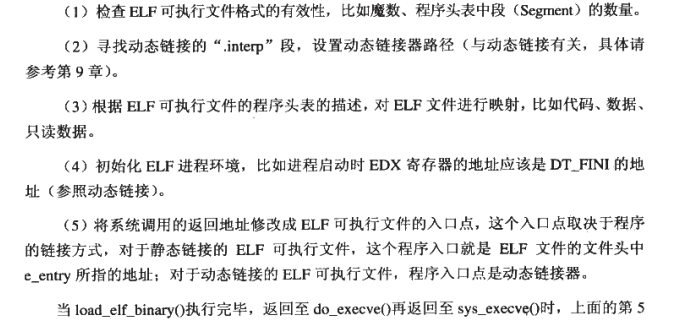 （1）检查 ELF 可执行文件格式的有效性，比如魔数、程序头表中段（Segment）的数量。
（2）寻找动态链接的“.interp”段，设置动态链接器路径（与动态链接有关，具体请
参考第 9 章）。
（3）根据 ELF 可执行文件的程序头表的描述，对 ELF 文件进行映射，比如代码、数据、
只读数据。
（4）初始化 ELF 进程环境，比如进程启动时 EDX 寄存器的地址应该是 DT_FINI 的地
址（参照动态链接）。
（5）将系统调用的返回地址修改成 ELF 可执行文件的入口点，这个入口点取决于程序
的链接方式，对于静态链接的 ELF 可执行文件，这个程序入口就是 ELF 文件的文件头中
e_entry 所指的地址；对于动态链接的 ELF 可执行文件，程序入口点是动态链接器。
当 load_elf_binary()执行完毕，返回至 do_execve()再返回至 sys_execve()时，上面的第 5